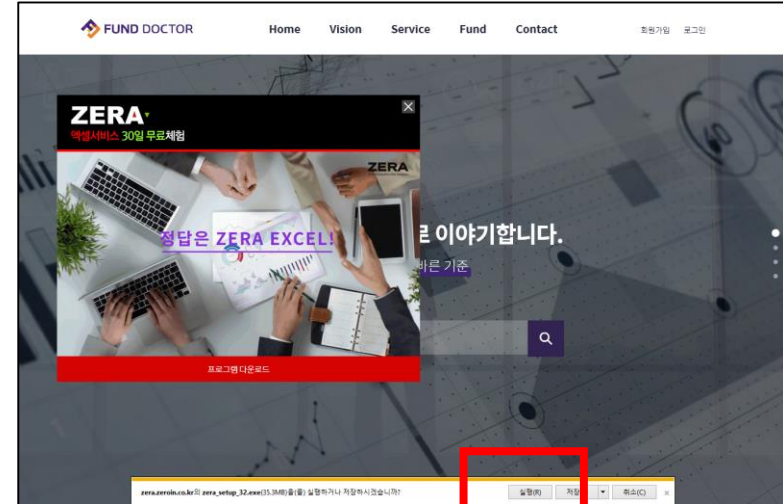 FUND DOCTOR
Home Vision Service Fund Contact
회원가입 로그인
ZERA
엑셀서비스 30일 무료체험
ZERA
정답은 ZERA EXCEL!
로 이야기합니다.
바른 기준
프로그램 다운로드
zera.zeroin.co.kr의 zera_setup_32.exe(35.3MB)을(를) 실행하거나 저장하시겠습니까?
실행(R) 저장 취소(C)